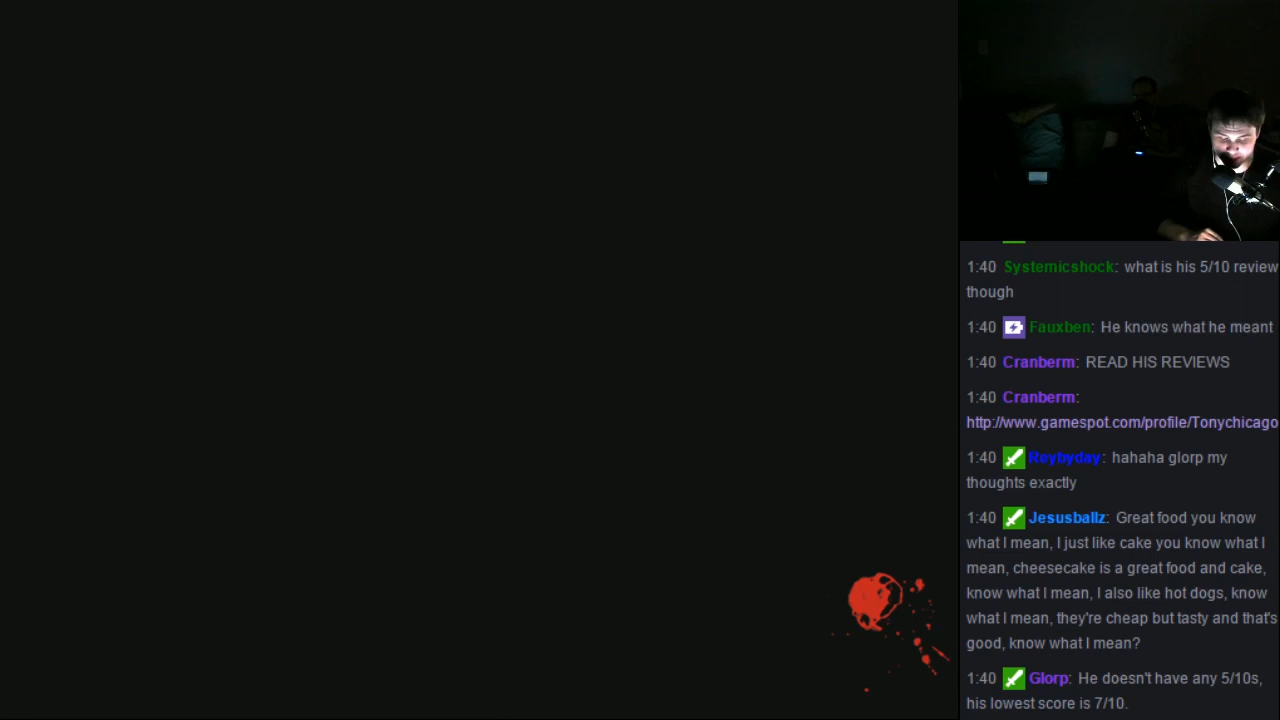 1:40 Systemicshock: what is his 5/10 review
though
1:40 Fauxben: He knows what he meant
1:40 Cranberm: READ HIS REVIEWS
1:40 Cranberm:
http://www.gamespot.com/profile/Tonychicago
1:40 Roybyday: hahaha glorp my
thoughts exactly
1:40 Jesusballz: Great food you know
what I mean, I just like cake you know what I
mean, cheesecake is a great food and cake,
know what I mean, I also like hot dogs, know
what I mean, they're cheap but tasty and that's
good, know what I mean?
1:40 Glorp: He doesn't have any 5/10s,
his lowest score is 7/10.